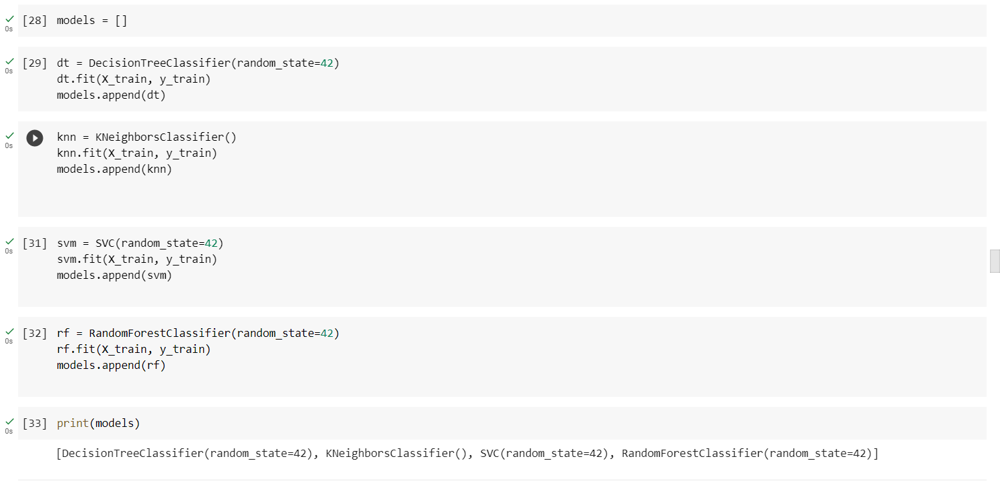 [28] models = []
0s
[29] dt = DecisionTreeClassifier(random_state=42)
0s
dt.fit(X_train, y_train)
models.append(dt)
knn = KNeighborsClassifier()
0s
knn.fit(X_train, y_train)
models.append(knn)
[31] svm = SVC(random_state=42)
0s
svm.fit(X_train, y_train)
models.append(svm)
[32] rf = RandomForestClassifier(random_state=42)
0s
rf.fit(X_train, y_train)
models.append(rf)
[33] print(models)
0s
[DecisionTreeClassifier(random_state=42), KNeighborsClassifier(), SVC(random_state=42), RandomForestClassifier(random_state=42)]